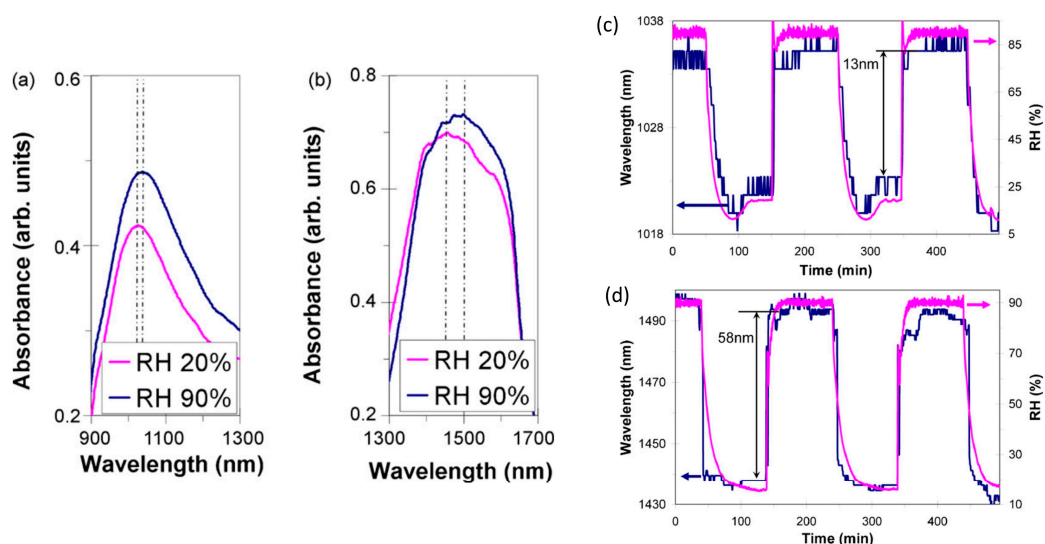 (a)
0.6
0.4
0.2
Absorbance (arb. units)
RH 20%
RH 90%
900 1100 1300
Wavelength (nm)
(b)
0.8
0.6
0.4
0.2
Absorbance (arb. units)
RH 20%
RH 90%
1300 1500 1700
Wavelength (nm)
(c)
1038
1028
1018
Wavelength (nm)
13nm
85
65
45
25
5
RH (%)
0 100 200 300 400
Time (min)
(d)
1490
1470
1450
1430
Wavelength (nm)
58nm
90
70
50
30
10
RH (%)
0 100 200 300 400
Time (min)